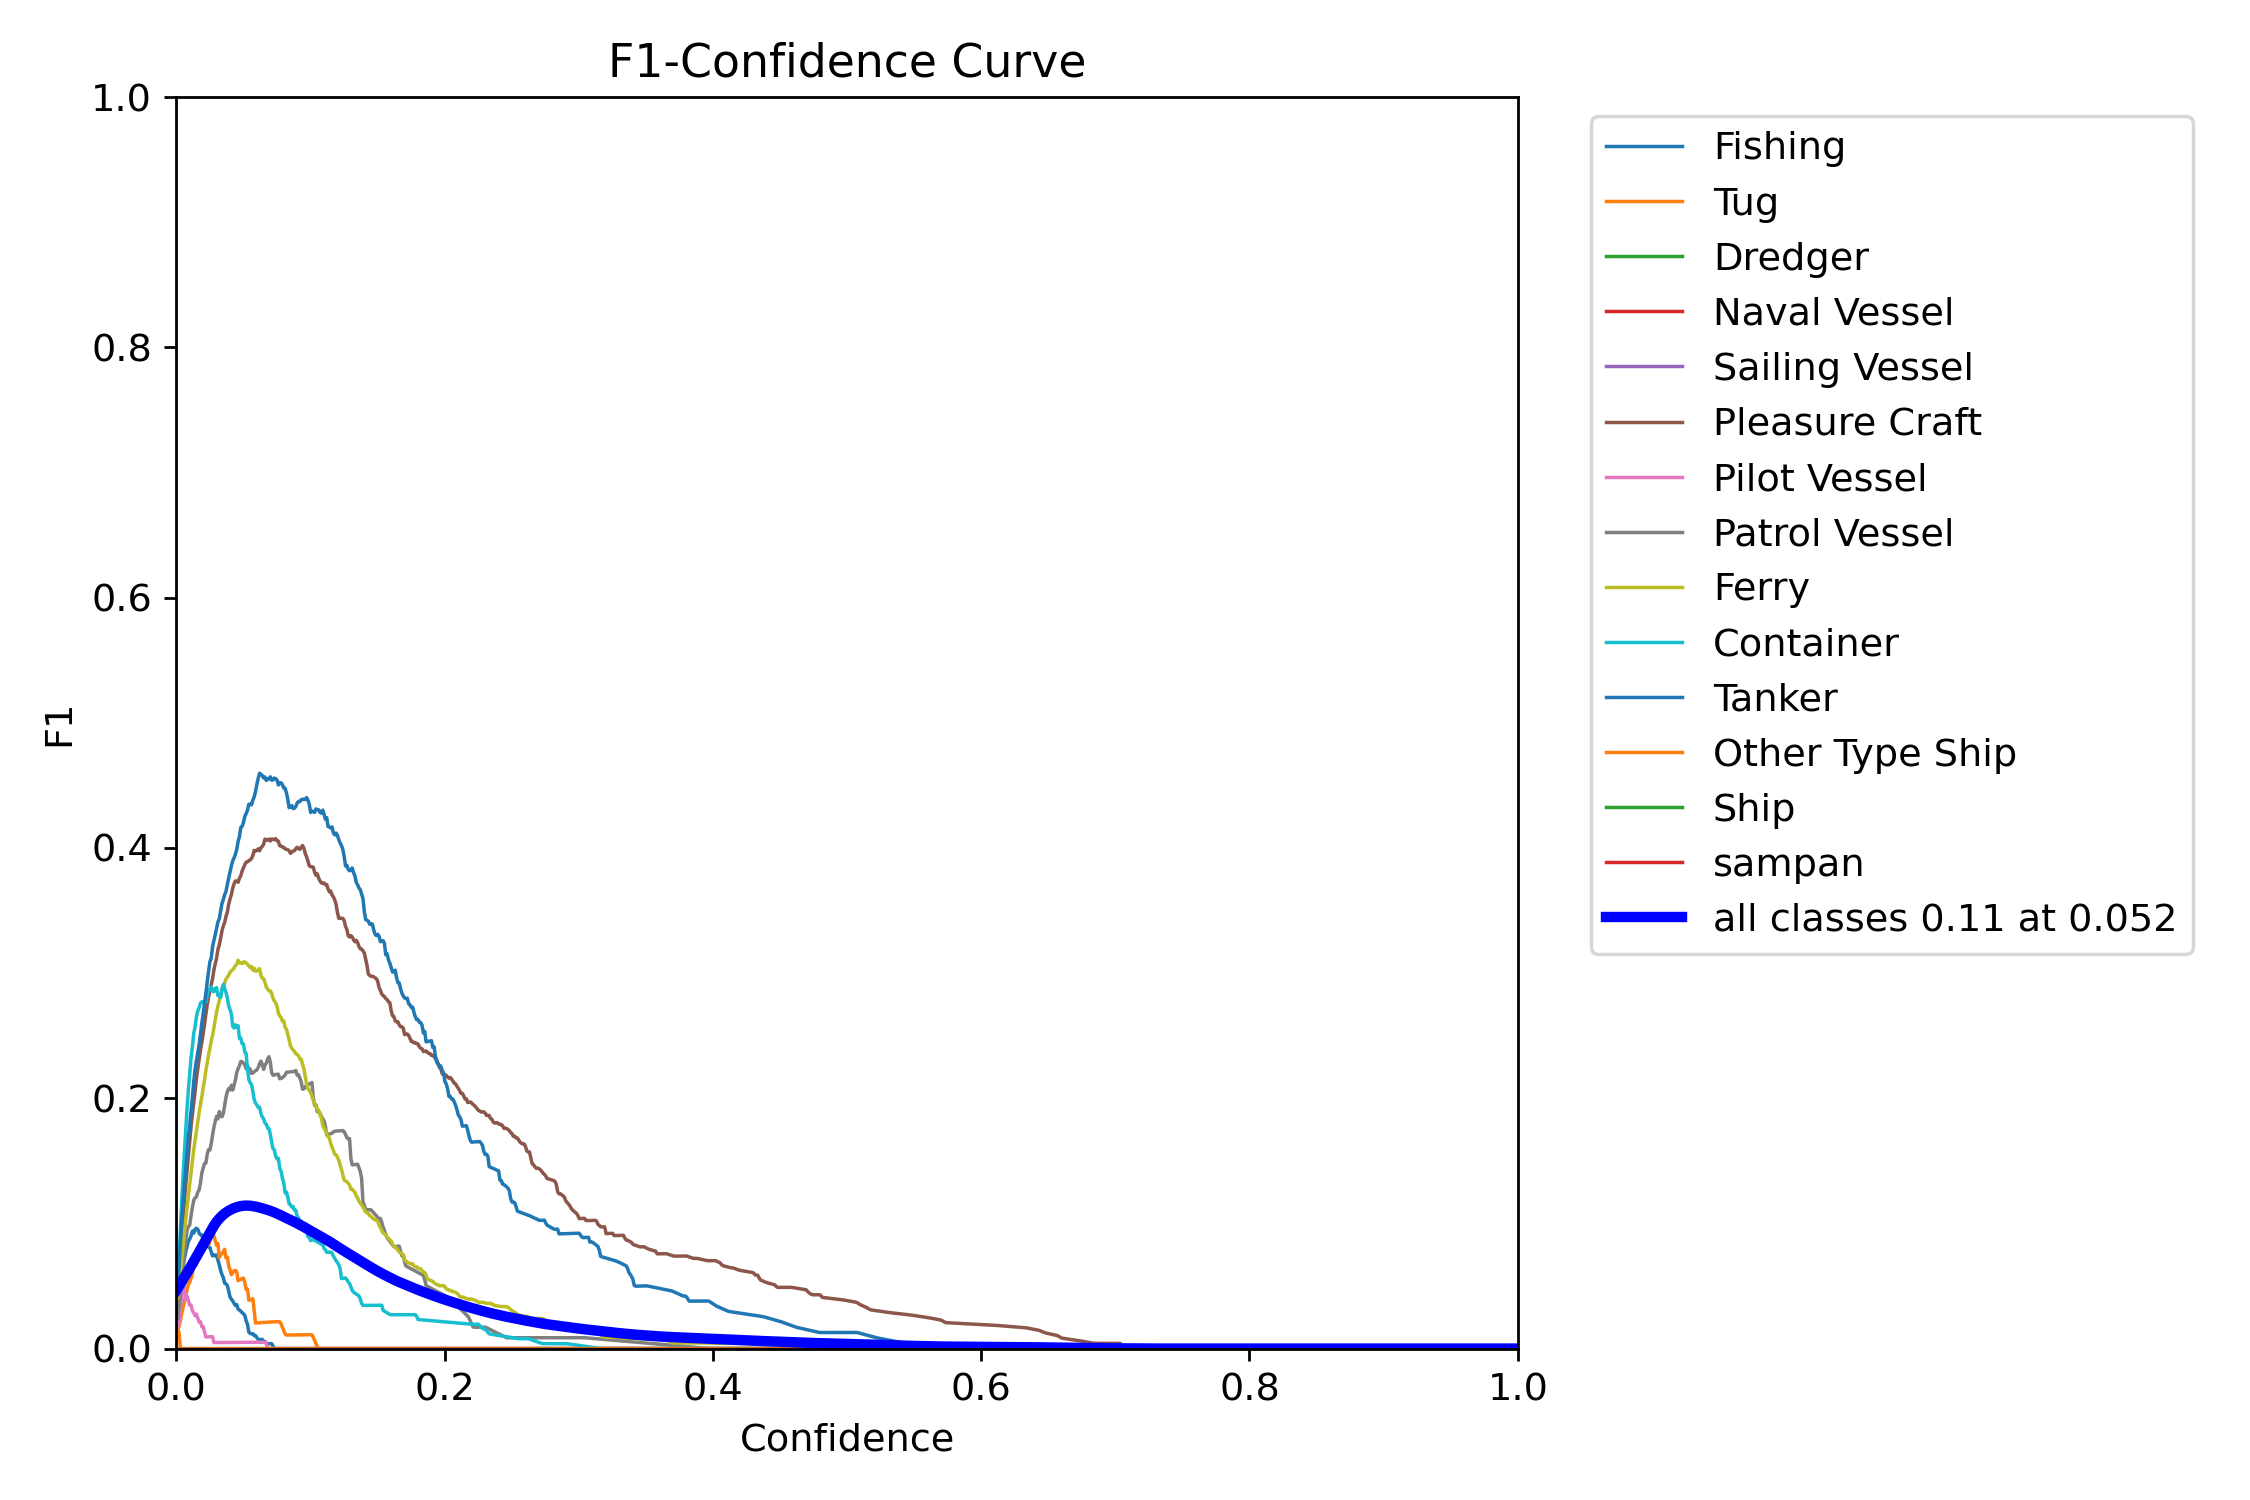 F1-Confidence Curve
1.0
0.8
0.6
0.4
0.2
0.0
F1
0.0 0.2 0.4 0.6 0.8 1.0
Confidence
Fishing
Tug
Dredger
Naval Vessel
Sailing Vessel
Pleasure Craft
Pilot Vessel
Patrol Vessel
Ferry
Container
Tanker
Other Type Ship
Ship
sampan
all classes 0.11 at 0.052